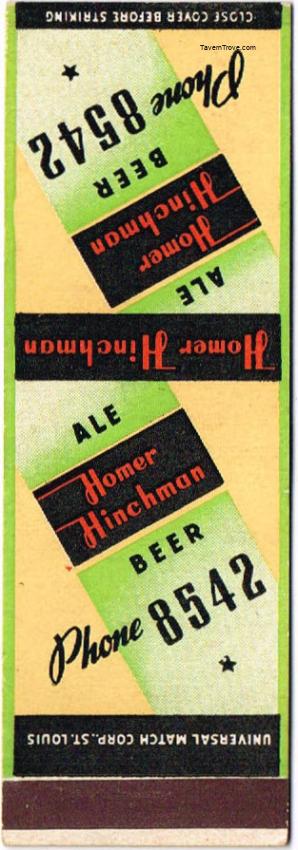 CLOSE COVER BEFORE STRIKING
TavernTrove.com
Phone 8542
BEER
Homer
Hinchman
ALE
Homer Hinchman
ALE
Homer
Hinchman
BEER
Phone 8542
UNIVERSAL MATCH CORP., ST. LOUIS